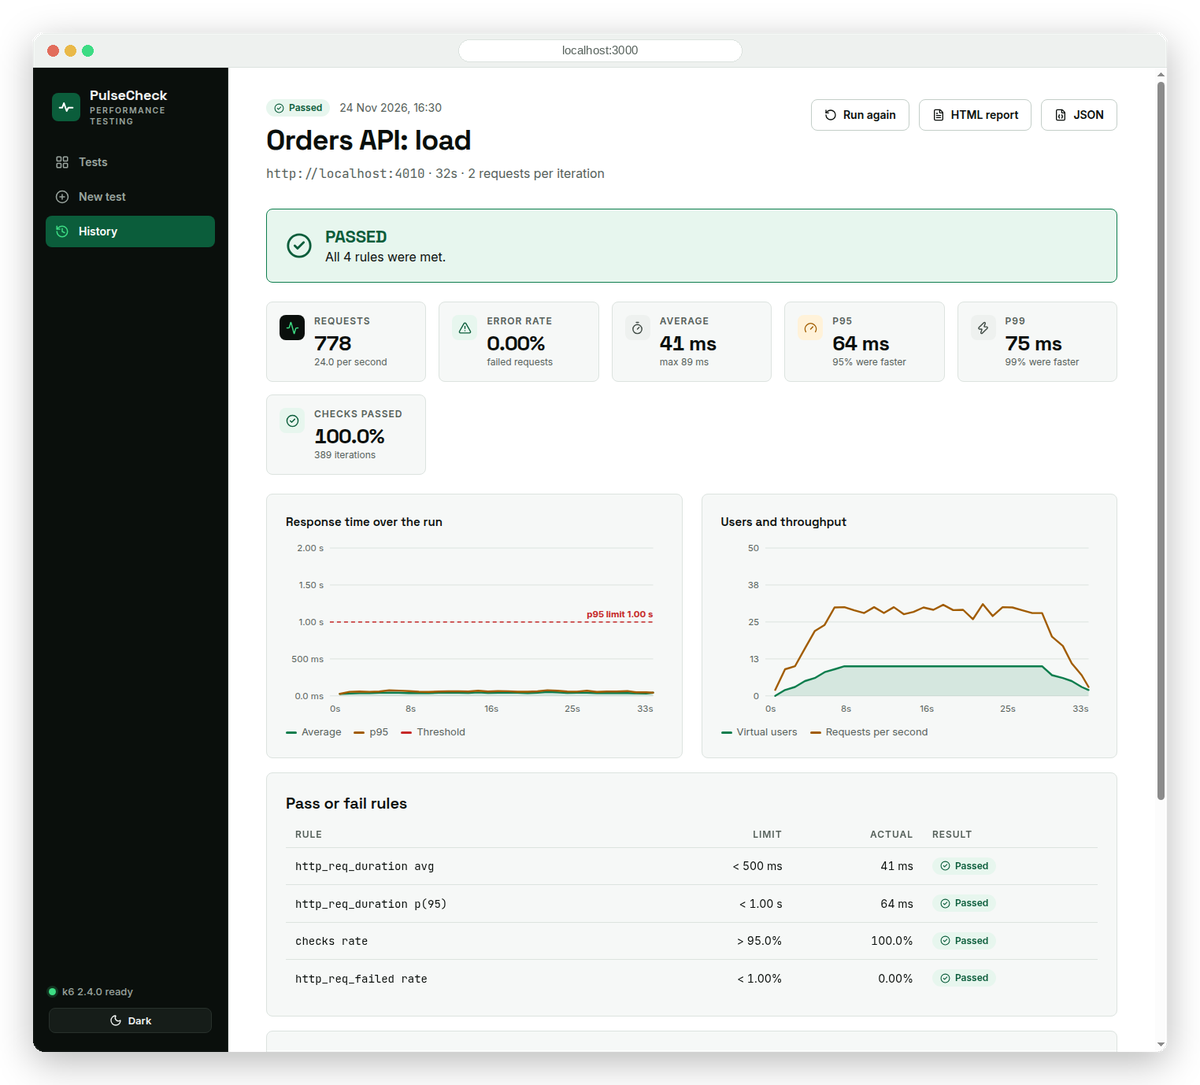 localhost:3000
PulseCheck
PERFORMANCE
TESTING
Tests
New test
History
k6 2.4.0 ready
Dark
Passed 24 Nov 2026, 16:30
Run again HTML report JSON
Orders API: load
http://localhost:4010 · 32s · 2 requests per iteration
PASSED
All 4 rules were met.
REQUESTS
778
24.0 per second
ERROR RATE
0.00%
failed requests
AVERAGE
41 ms
max 89 ms
P95
64 ms
95% were faster
P99
75 ms
99% were faster
CHECKS PASSED
100.0%
389 iterations
Response time over the run
2.00 s
1.50 s
p95 limit 1.00 s
1.00 s
500 ms
0.0 ms
0s 8s 16s 25s 33s
Average p95 Threshold
Users and throughput
50
38
25
13
0
0s 8s 16s 25s 33s
Virtual users Requests per second
Pass or fail rules
RULE LIMIT ACTUAL RESULT
http_req_duration avg < 500 ms 41 ms Passed
http_req_duration p(95) < 1.00 s 64 ms Passed
checks rate > 95.0% 100.0% Passed
http_req_failed rate < 1.00% 0.00% Passed